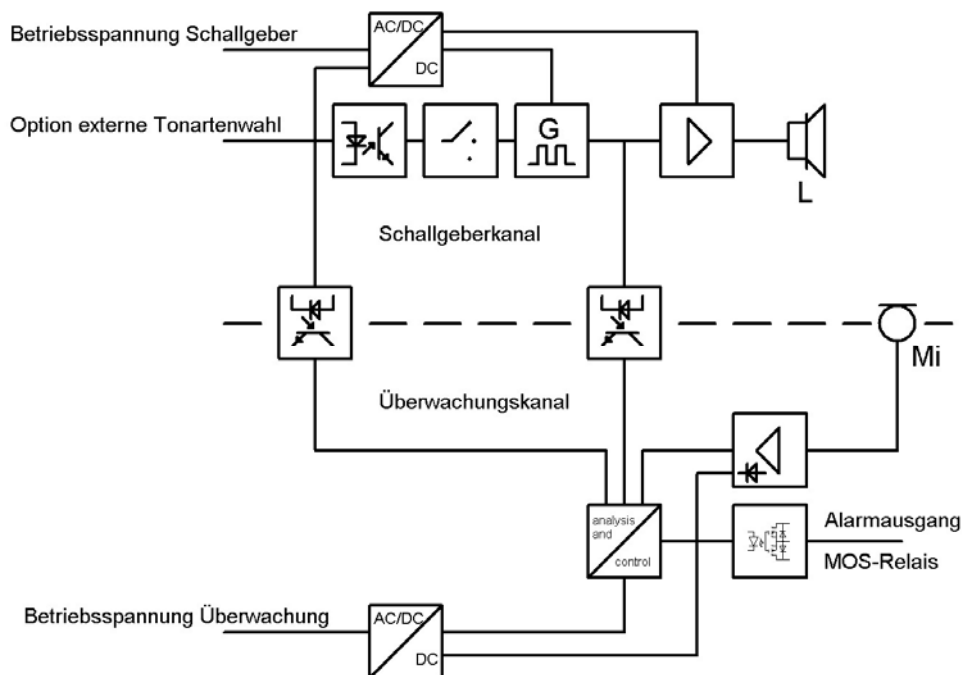 Betriebsspannung Schallgeber
AC/DC
DC
Option externe Tonartenwahl
G
L
Schallgeberkanal
Mi
Überwachungskanal
analysis
and
control
Alarmausgang
MOS-Relais
Betriebsspannung Überwachung
AC/DC
DC